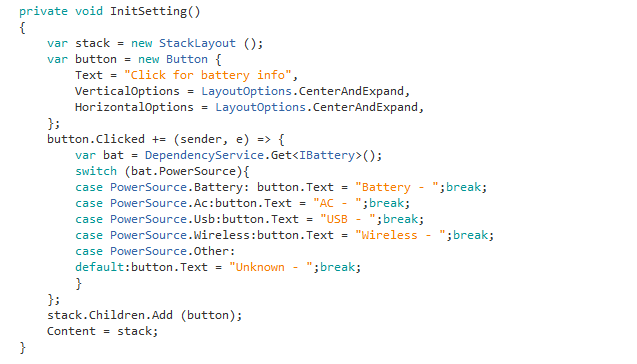 private void InitSetting()
{
    var stack = new StackLayout ();
    var button = new Button {
        Text = "Click for battery info",
        VerticalOptions = LayoutOptions.CenterAndExpand,
        HorizontalOptions = LayoutOptions.CenterAndExpand,
    };
    button.Clicked += (sender, e) => {
        var bat = DependencyService.Get<IBattery>();
        switch (bat.PowerSource){
        case PowerSource.Battery: button.Text = "Battery - ";break;
        case PowerSource.Ac:button.Text = "AC - ";break;
        case PowerSource.Usb:button.Text = "USB - ";break;
        case PowerSource.Wireless:button.Text = "Wireless - ";break;
        case PowerSource.Other:
        default:button.Text = "Unknown - ";break;
        }
    };
    stack.Children.Add (button);
    Content = stack;
}